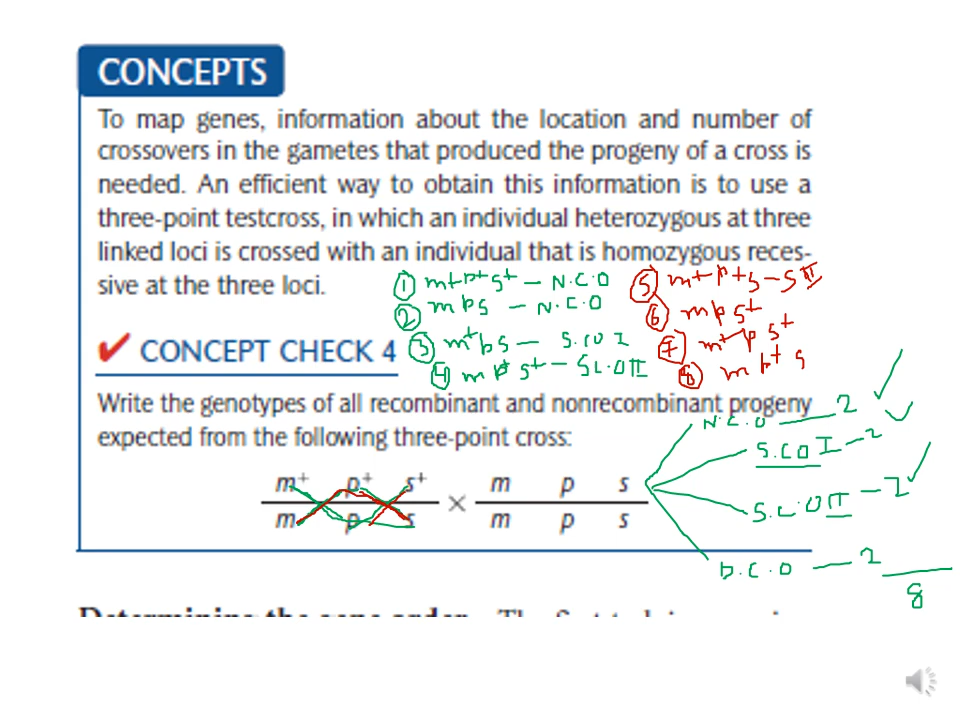 CONCEPTS
To map genes, information about the location and number of
crossovers in the gametes that produced the progeny of a cross is
needed. An efficient way to obtain this information is to use a
three-point testcross, in which an individual heterozygous at three
linked loci is crossed with an individual that is homozygous reces-
sive at the three loci.
① m+p+s+ – N.C.O
② m p s – N.C.O
③ m+ p s – S.CO I
④ m p+ s+ – S.C.O II
⑤ m+ p+ s – S II
⑥ m p s+
⑦ m+ p s+
⑧ m p+ s
✔ CONCEPT CHECK 4
Write the genotypes of all recombinant and nonrecombinant progeny
expected from the following three-point cross:
m+ p+ s+ m p s
×
m p s m p s
N.C.O — 2
S.CO I – 2
S.C.O II – 2
D.C.O — 2
8